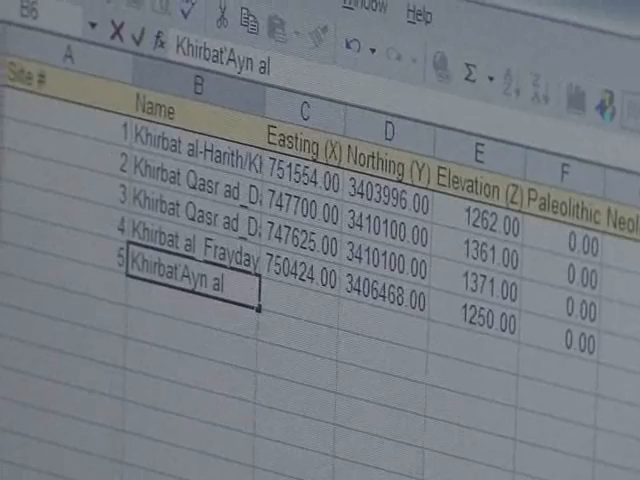 Window Help
B6 Khirbat'Ayn al
A B C D E F
Site # Name Easting (X) Northing (Y) Elevation (Z) Paleolithic Neol
1 Khirbat al-Harith/Kl 751554.00 3403996.00 1262.00 0.00
2 Khirbat Qasr ad_Da 747700.00 3410100.00 1361.00 0.00
3 Khirbat Qasr ad_Da 747625.00 3410100.00 1371.00 0.00
4 Khirbat al_Frayday 750424.00 3406468.00 1250.00 0.00
5 Khirbat'Ayn al